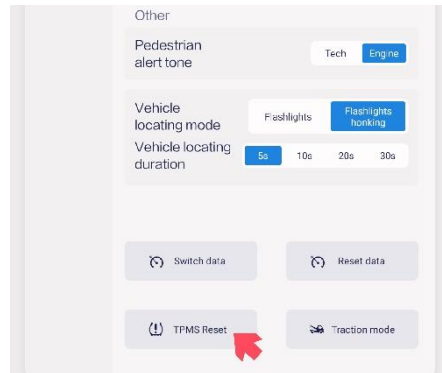 Other
Pedestrian
alert tone
Tech
Engine
Vehicle
locating mode
Flashlights
Flashlights
honking
Vehicle locating
duration
5s
10s
20s
30s
Switch data
Reset data
TPMS Reset
Traction mode